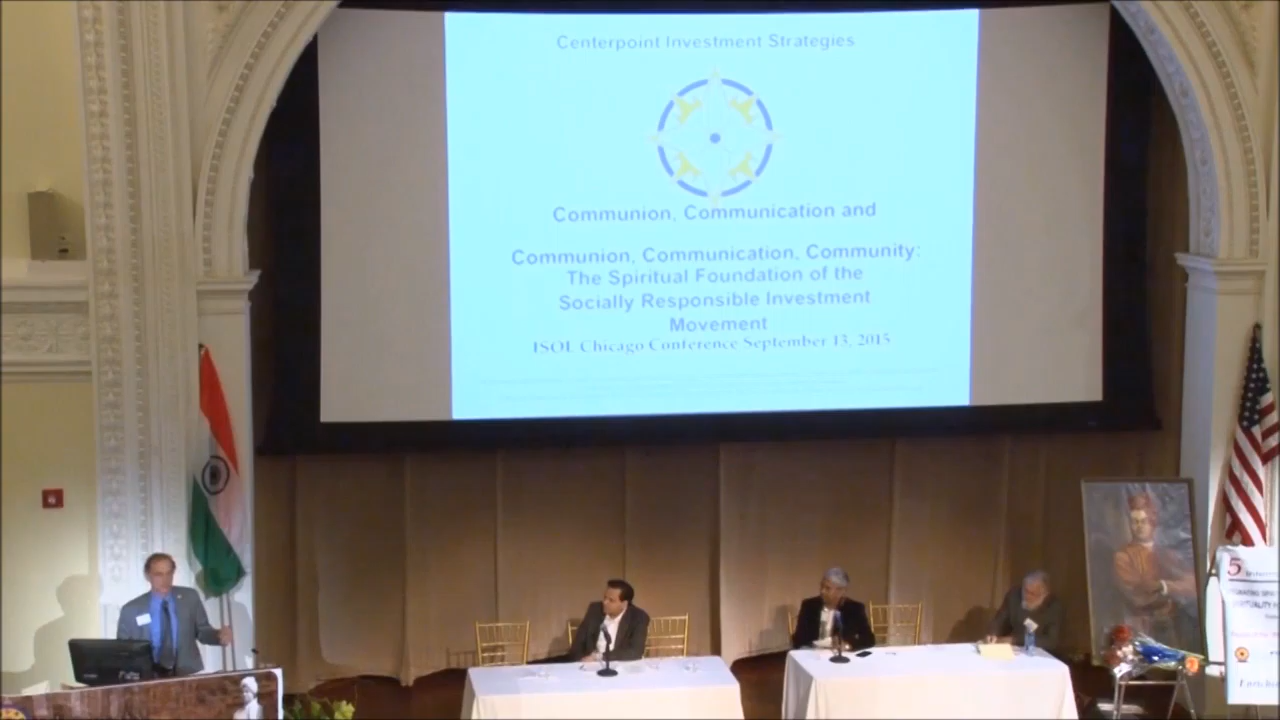 Centerpoint Investment Strategies
Communion, Communication and
Communion, Communication, Community:
The Spiritual Foundation of the
Socially Responsible Investment
Movement
ISOL Chicago Conference September 13, 2015
5